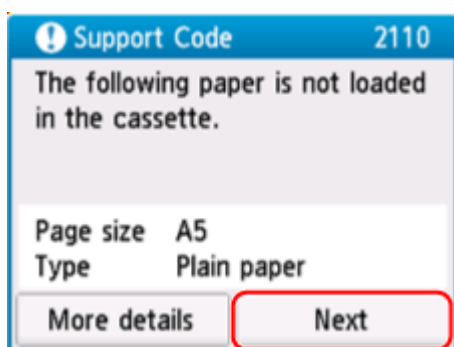 Support Code 2110
The following paper is not loaded
in the cassette.
Page size A5
Type Plain paper
More details Next